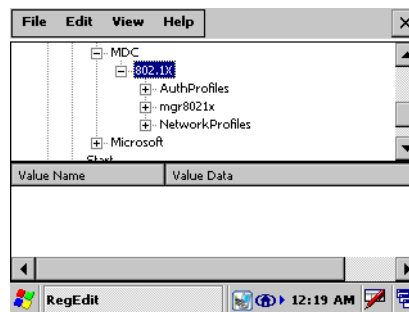 File Edit View Help
MDC
802.1X
AuthProfiles
mgr8021x
NetworkProfiles
Microsoft
Start
Value Name Value Data
RegEdit 12:19 AM